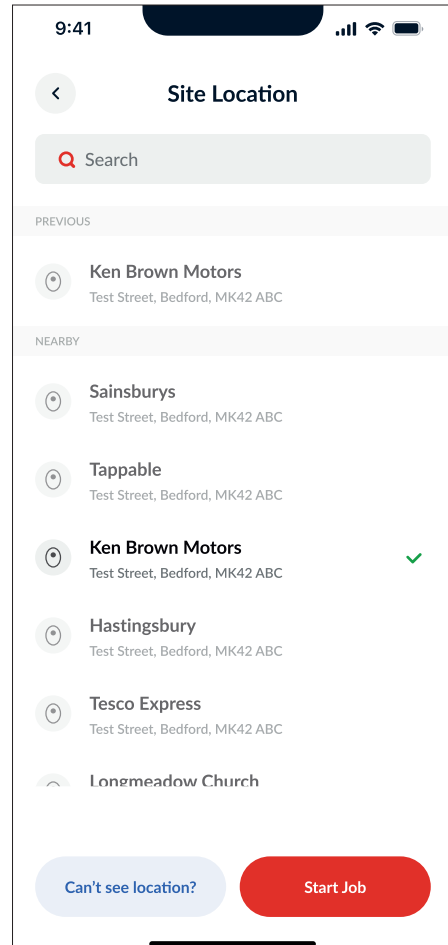 9:41
Site Location
Search
PREVIOUS
Ken Brown Motors
Test Street, Bedford, MK42 ABC
NEARBY
Sainsburys
Test Street, Bedford, MK42 ABC
Tappable
Test Street, Bedford, MK42 ABC
Ken Brown Motors
Test Street, Bedford, MK42 ABC
Hastingsbury
Test Street, Bedford, MK42 ABC
Tesco Express
Test Street, Bedford, MK42 ABC
Longmeadow Church
Can't see location?
Start Job